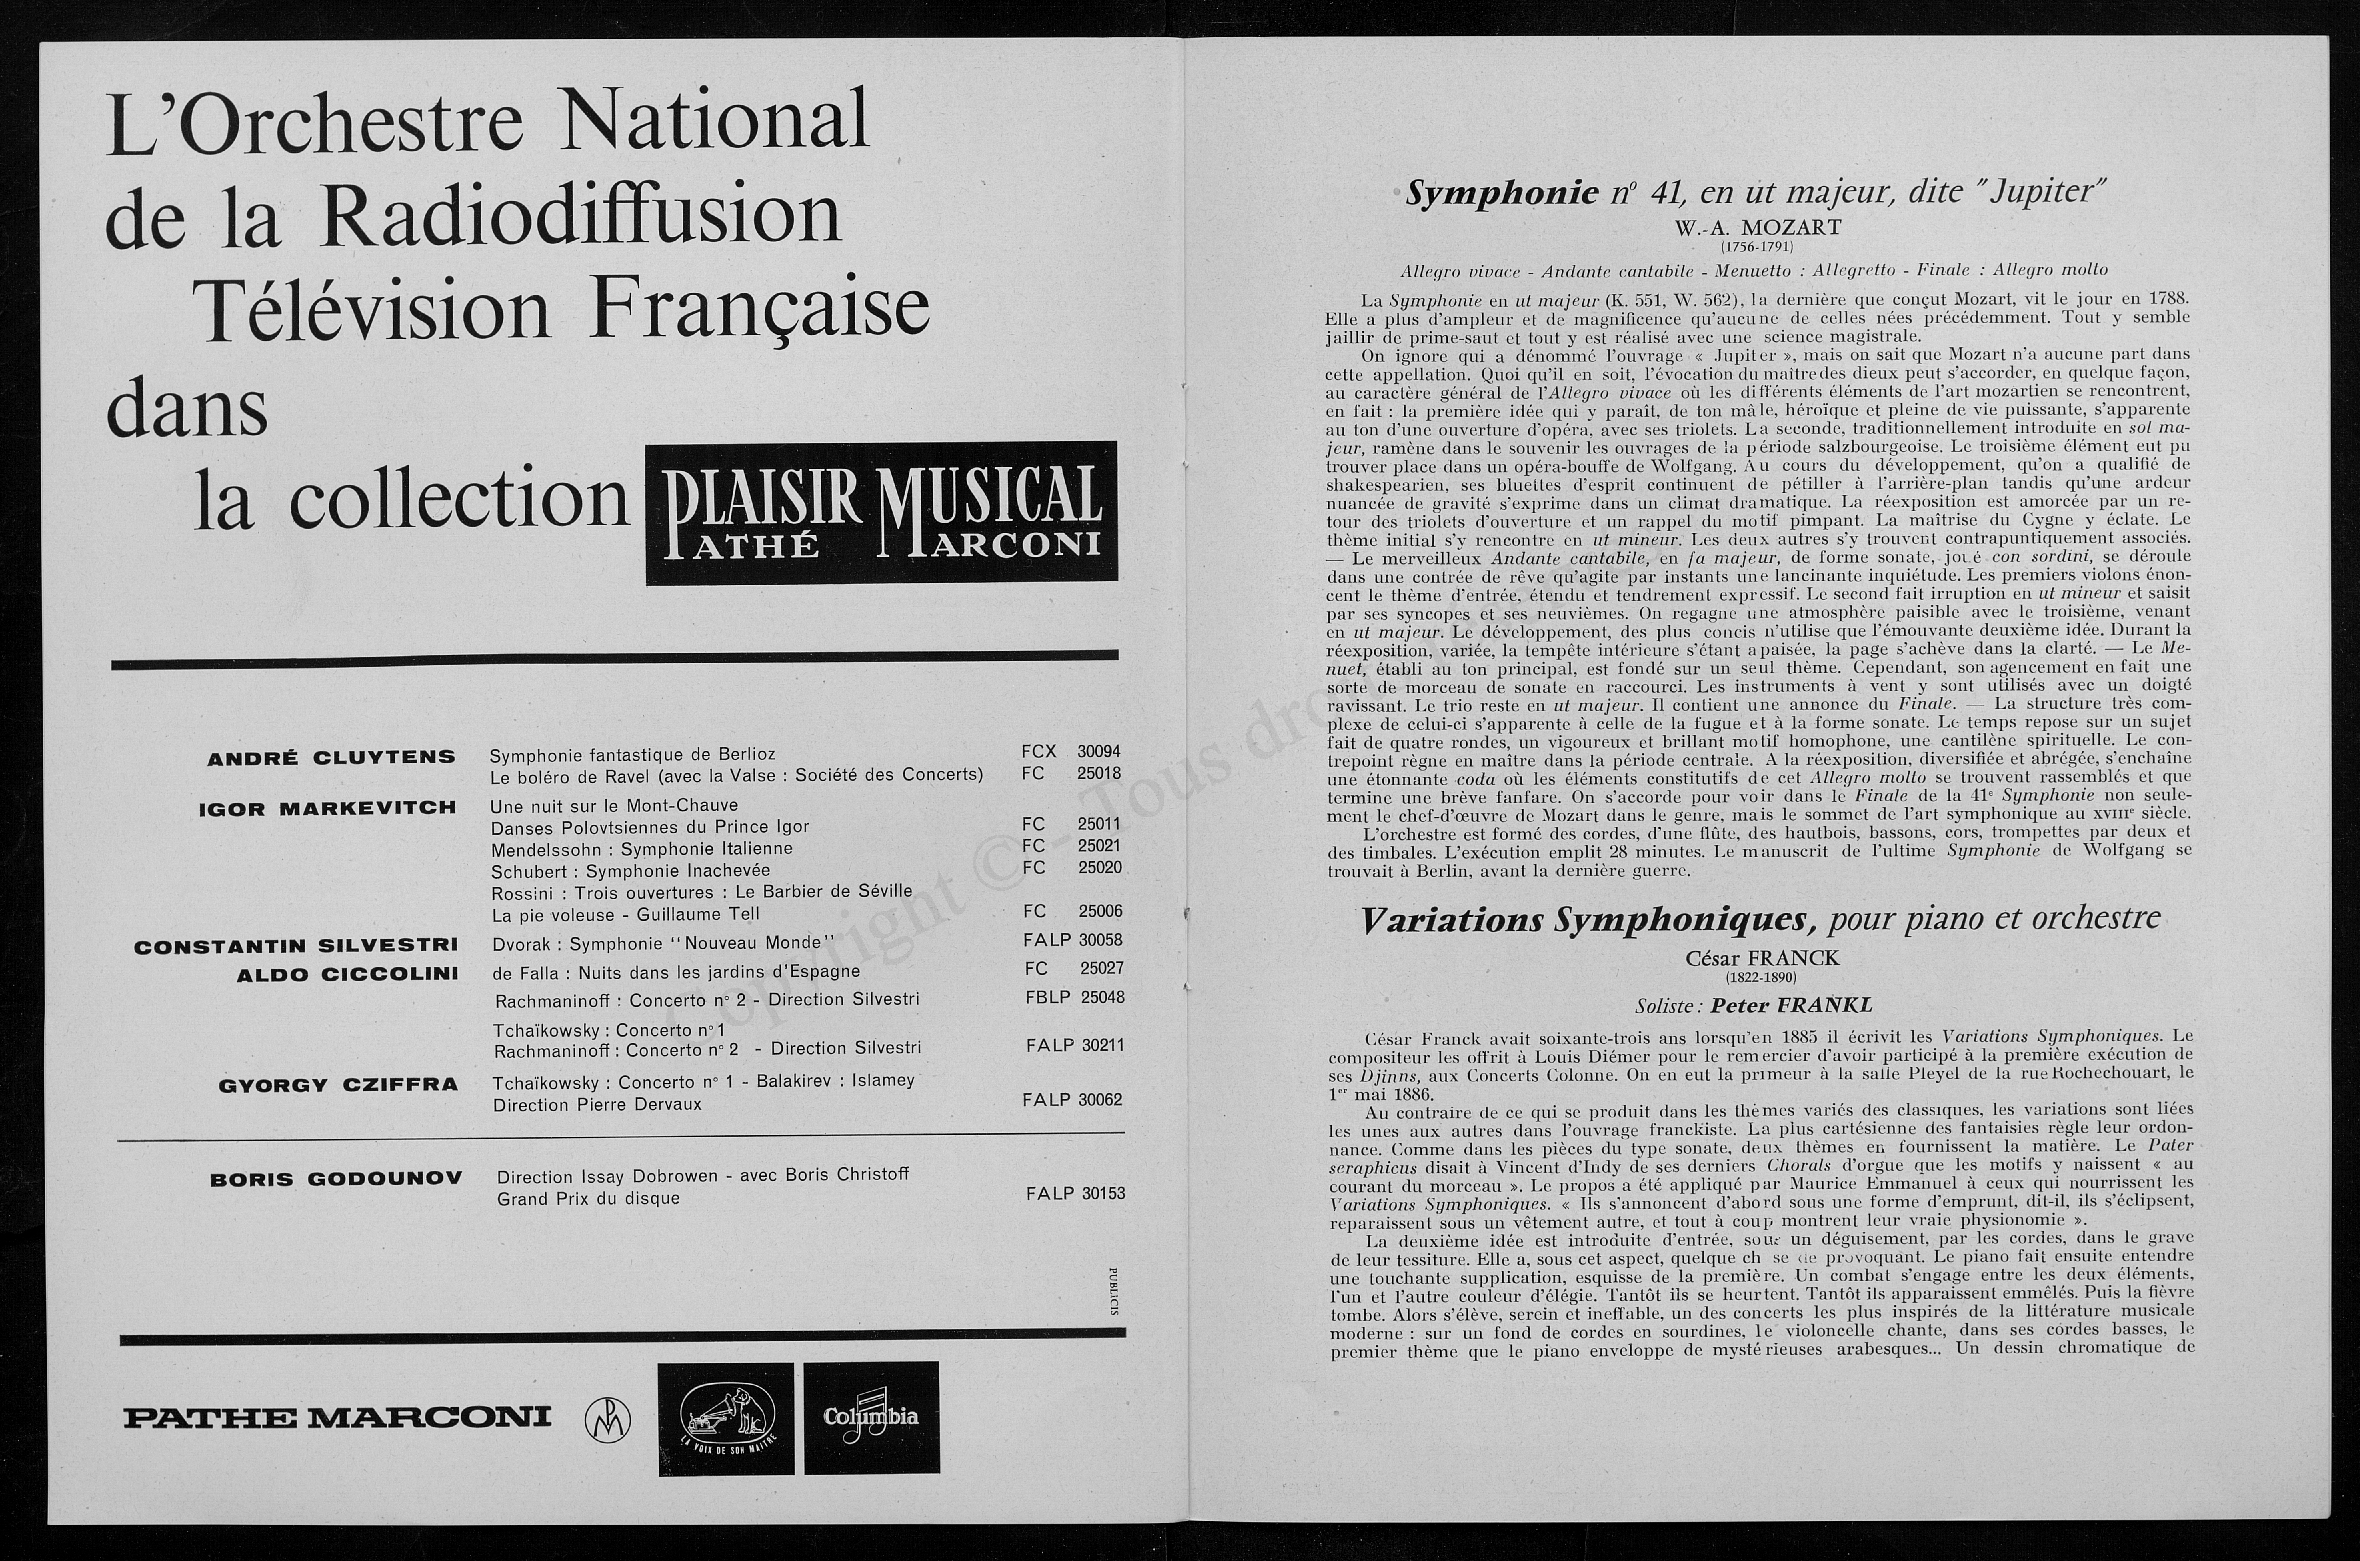 L'Orchestre National
de la Radiodiffusion
Télévision Française
dans
la collection PLAISIR MUSICAL
PATHÉ MARCONI
ANDRÉ CLUYTENS Symphonie fantastique de Berlioz FCX 30094
Le boléro de Ravel (avec la Valse : Société des Concerts) FC 25018
IGOR MARKEVITCH Une nuit sur le Mont-Chauve
Danses Polovtsiennes du Prince Igor FC 25011
Mendelssohn : Symphonie Italienne FC 25021
Schubert : Symphonie Inachevée FC 25020
Rossini : Trois ouvertures : Le Barbier de Séville
La pie voleuse - Guillaume Tell FC 25006
CONSTANTIN SILVESTRI Dvorak : Symphonie "Nouveau Monde" FALP 30058
ALDO CICCOLINI de Falla : Nuits dans les jardins d'Espagne FC 25027
Rachmaninoff : Concerto n° 2 - Direction Silvestri FBLP 25048
Tchaïkowsky : Concerto n° 1
Rachmaninoff : Concerto n° 2 - Direction Silvestri FALP 30211
GYORGY CZIFFRA Tchaïkowsky : Concerto n° 1 - Balakirev : Islamey
Direction Pierre Dervaux FALP 30062
BORIS GODOUNOV Direction Issay Dobrowen - avec Boris Christoff
Grand Prix du disque FALP 30153
PUBLICIS
PATHE MARCONI
LA VOIX DE SON MAITRE
Columbia
Symphonie n° 41, en ut majeur, dite "Jupiter"
W.-A. MOZART
(1756-1791)
Allegro vivace - Andante cantabile - Menuetto : Allegretto - Finale : Allegro molto
La Symphonie en ut majeur (K. 551, W. 562), la dernière que conçut Mozart, vit le jour en 1788.
Elle a plus d'ampleur et de magnificence qu'aucune de celles nées précédemment. Tout y semble
jaillir de prime-saut et tout y est réalisé avec une science magistrale.
On ignore qui a dénommé l'ouvrage « Jupiter », mais on sait que Mozart n'a aucune part dans
cette appellation. Quoi qu'il en soit, l'évocation du maître des dieux peut s'accorder, en quelque façon,
au caractère général de l'Allegro vivace où les différents éléments de l'art mozartien se rencontrent,
en fait : la première idée qui y paraît, de ton mâle, héroïque et pleine de vie puissante, s'apparente
au ton d'une ouverture d'opéra, avec ses triolets. La seconde, traditionnellement introduite en sol ma-
jeur, ramène dans le souvenir les ouvrages de la période salzbourgeoise. Le troisième élément eut pu
trouver place dans un opéra-bouffe de Wolfgang. Au cours du développement, qu'on a qualifié de
shakespearien, ses bluettes d'esprit continuent de pétiller à l'arrière-plan tandis qu'une ardeur
nuancée de gravité s'exprime dans un climat dramatique. La réexposition est amorcée par un re-
tour des triolets d'ouverture et un rappel du motif pimpant. La maîtrise du Cygne y éclate. Le
thème initial s'y rencontre en ut mineur. Les deux autres s'y trouvent contrapuntiquement associés.
— Le merveilleux Andante cantabile, en fa majeur, de forme sonate, joué con sordini, se déroule
dans une contrée de rêve qu'agite par instants une lancinante inquiétude. Les premiers violons énon-
cent le thème d'entrée, étendu et tendrement expressif. Le second fait irruption en ut mineur et saisit
par ses syncopes et ses neuvièmes. On regagne une atmosphère paisible avec le troisième, venant
en ut majeur. Le développement, des plus concis n'utilise que l'émouvante deuxième idée. Durant la
réexposition, variée, la tempête intérieure s'étant apaisée, la page s'achève dans la clarté. — Le Me-
nuet, établi au ton principal, est fondé sur un seul thème. Cependant, son agencement en fait une
sorte de morceau de sonate en raccourci. Les instruments à vent y sont utilisés avec un doigté
ravissant. Le trio reste en ut majeur. Il contient une annonce du Finale. — La structure très com-
plexe de celui-ci s'apparente à celle de la fugue et à la forme sonate. Le temps repose sur un sujet
fait de quatre rondes, un vigoureux et brillant motif homophone, une cantilène spirituelle. Le con-
trepoint règne en maître dans la période centrale. A la réexposition, diversifiée et abrégée, s'enchaîne
une étonnante coda où les éléments constitutifs de cet Allegro molto se trouvent rassemblés et que
termine une brève fanfare. On s'accorde pour voir dans le Finale de la 41e Symphonie non seule-
ment le chef-d'œuvre de Mozart dans le genre, mais le sommet de l'art symphonique au XVIIIe siècle.
L'orchestre est formé des cordes, d'une flûte, des hautbois, bassons, cors, trompettes par deux et
des timbales. L'exécution emplit 28 minutes. Le manuscrit de l'ultime Symphonie de Wolfgang se
trouvait à Berlin, avant la dernière guerre.
Variations Symphoniques, pour piano et orchestre
César FRANCK
(1822-1890)
Soliste : Peter FRANKL
César Franck avait soixante-trois ans lorsqu'en 1885 il écrivit les Variations Symphoniques. Le
compositeur les offrit à Louis Diémer pour le remercier d'avoir participé à la première exécution de
ses Djinns, aux Concerts Colonne. On en eut la primeur à la salle Pleyel de la rue Rochechouart, le
1er mai 1886.
Au contraire de ce qui se produit dans les thèmes variés des classiques, les variations sont liées
les unes aux autres dans l'ouvrage franckiste. La plus cartésienne des fantaisies règle leur ordon-
nance. Comme dans les pièces du type sonate, deux thèmes en fournissent la matière. Le Pater
seraphicus disait à Vincent d'Indy de ses derniers Chorals d'orgue que les motifs y naissent « au
courant du morceau ». Le propos a été appliqué par Maurice Emmanuel à ceux qui nourrissent les
Variations Symphoniques. « Ils s'annoncent d'abord sous une forme d'emprunt, dit-il, ils s'éclipsent,
reparaissent sous un vêtement autre, et tout à coup montrent leur vraie physionomie ».
La deuxième idée est introduite d'entrée, sous un déguisement, par les cordes, dans le grave
de leur tessiture. Elle a, sous cet aspect, quelque ch se de provoquant. Le piano fait ensuite entendre
une touchante supplication, esquisse de la première. Un combat s'engage entre les deux éléments,
l'un et l'autre couleur d'élégie. Tantôt ils se heurtent. Tantôt ils apparaissent emmêlés. Puis la fièvre
tombe. Alors s'élève, serein et ineffable, un des concerts les plus inspirés de la littérature musicale
moderne : sur un fond de cordes en sourdines, le violoncelle chante, dans ses cordes basses, le
premier thème que le piano enveloppe de mystérieuses arabesques... Un dessin chromatique de
Copyright © - Tous dro